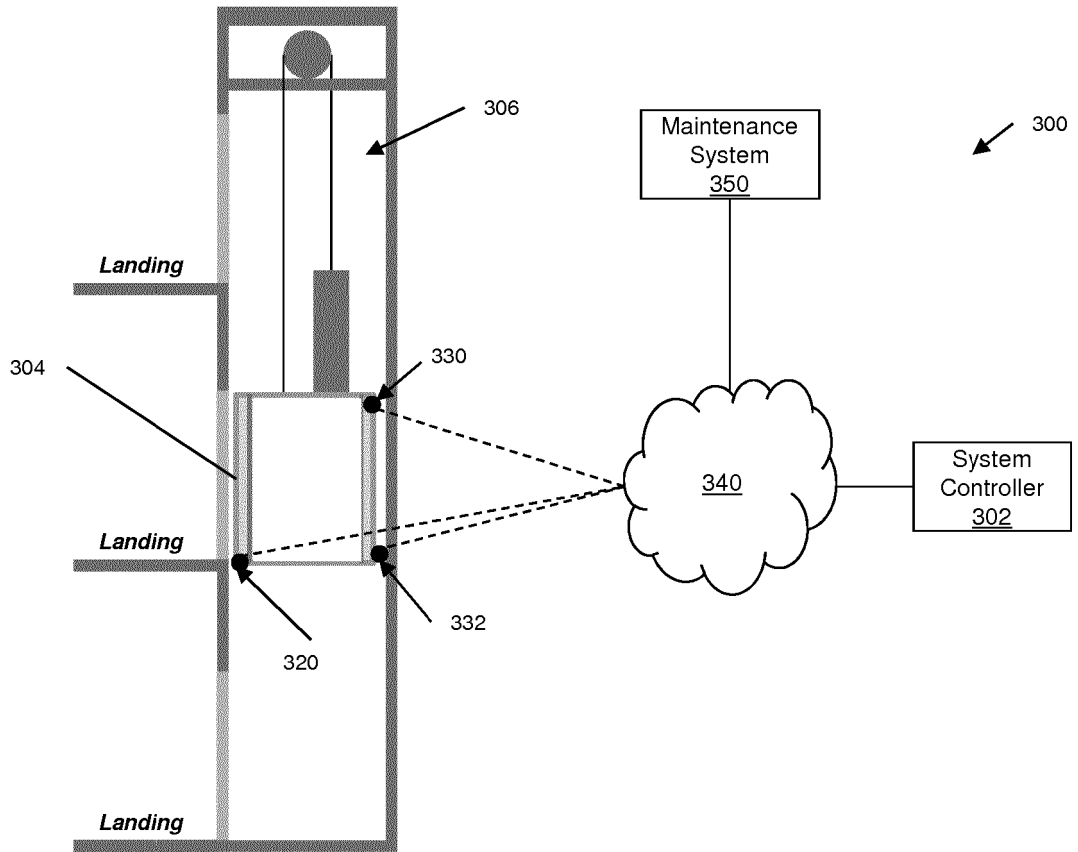 306
Maintenance
System
350
300
Landing
304
330
340
System
Controller
302
Landing
332
320
Landing